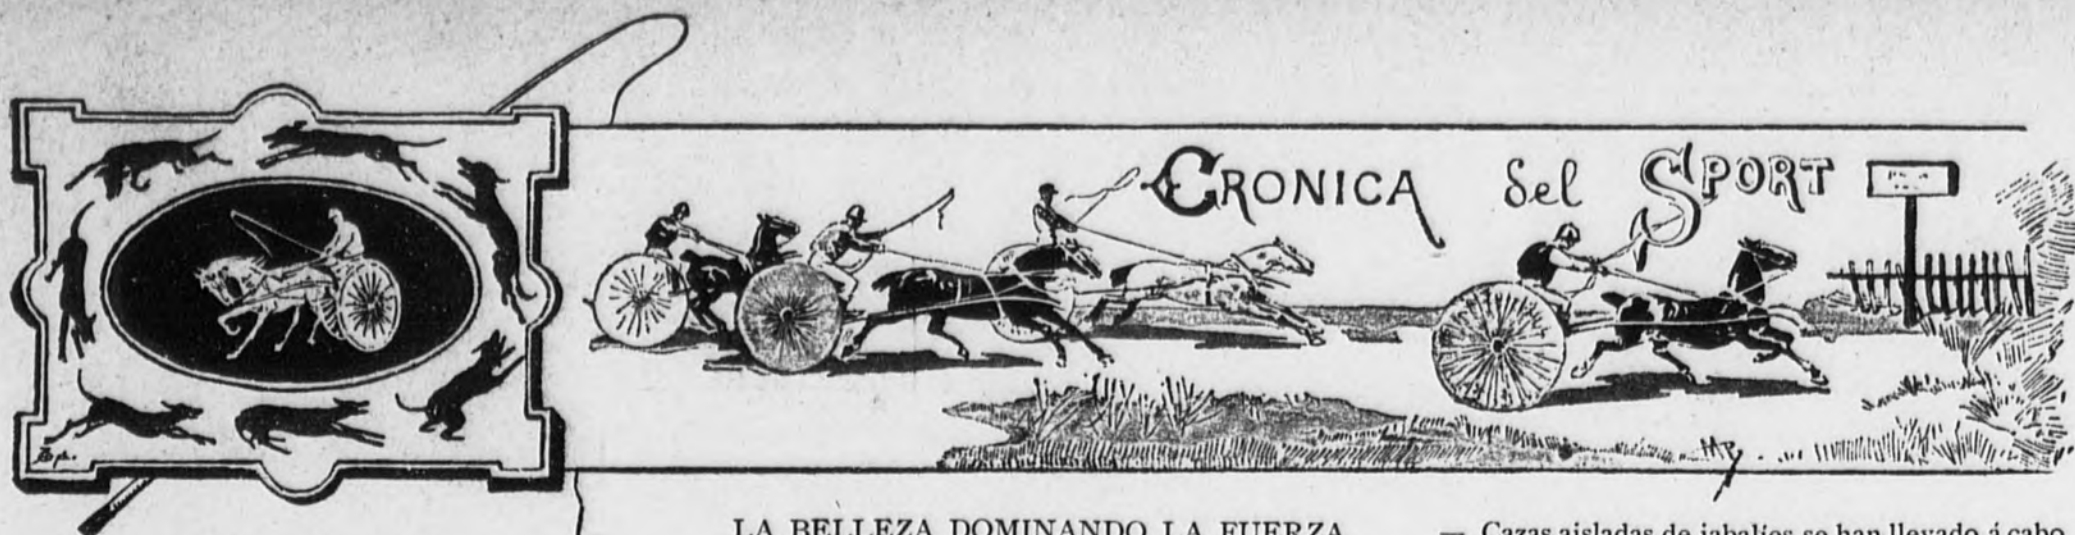 CRONICA del SPORT
LA BELLEZA DOMINANDO LA FUERZA
— Cazas aisladas de jabalíes se han llevado á cabo